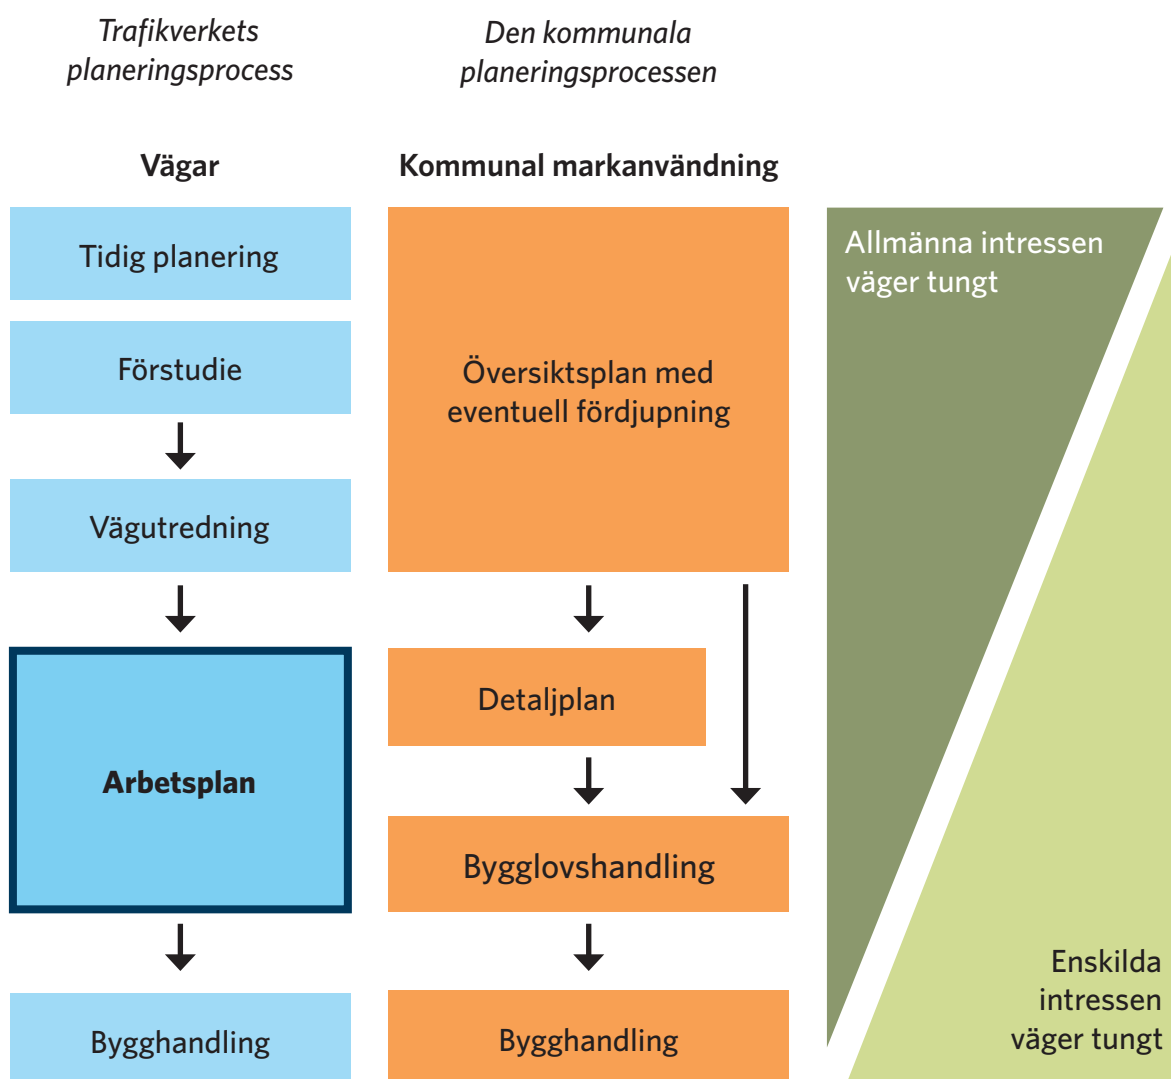 Trafikverkets
planeringsprocess
Den kommunala
planeringsprocessen
Vägar
Kommunal markanvändning
Tidig planering
Förstudie
Vägutredning
Arbetsplan
Bygghandling
Översiktsplan med
eventuell fördjupning
Detaljplan
Bygglovshandling
Bygghandling
Allmänna intressen
väger tungt
Enskilda
intressen
väger tungt